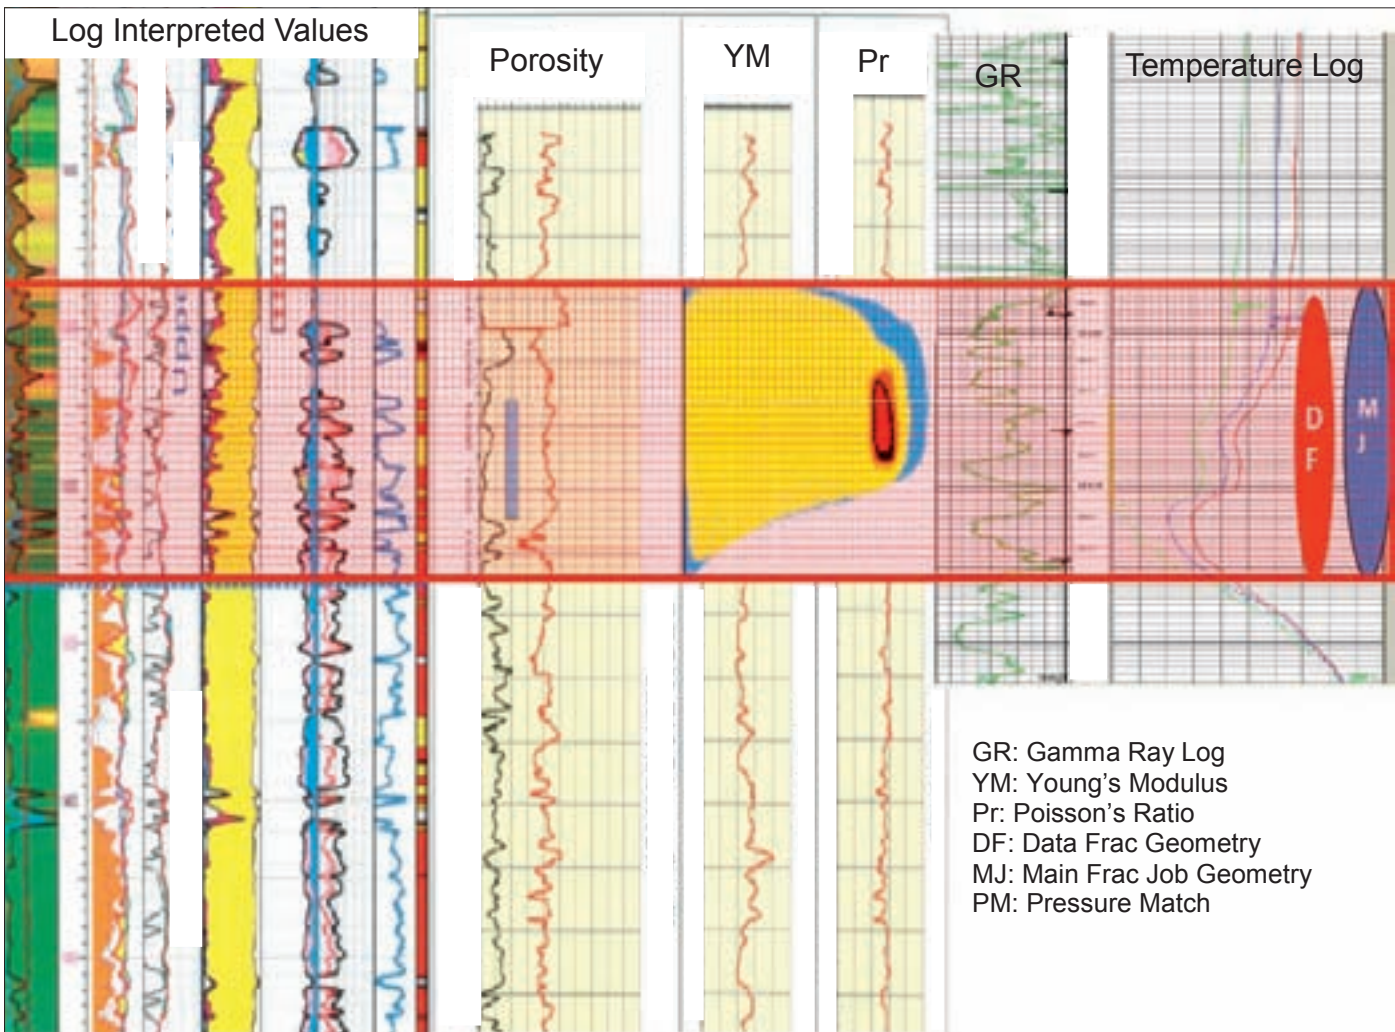 Log Interpreted Values
Porosity
YM
Pr
GR
Temperature Log
D
F
M
J
GR: Gamma Ray Log
YM: Young's Modulus
Pr: Poisson's Ratio
DF: Data Frac Geometry
MJ: Main Frac Job Geometry
PM: Pressure Match